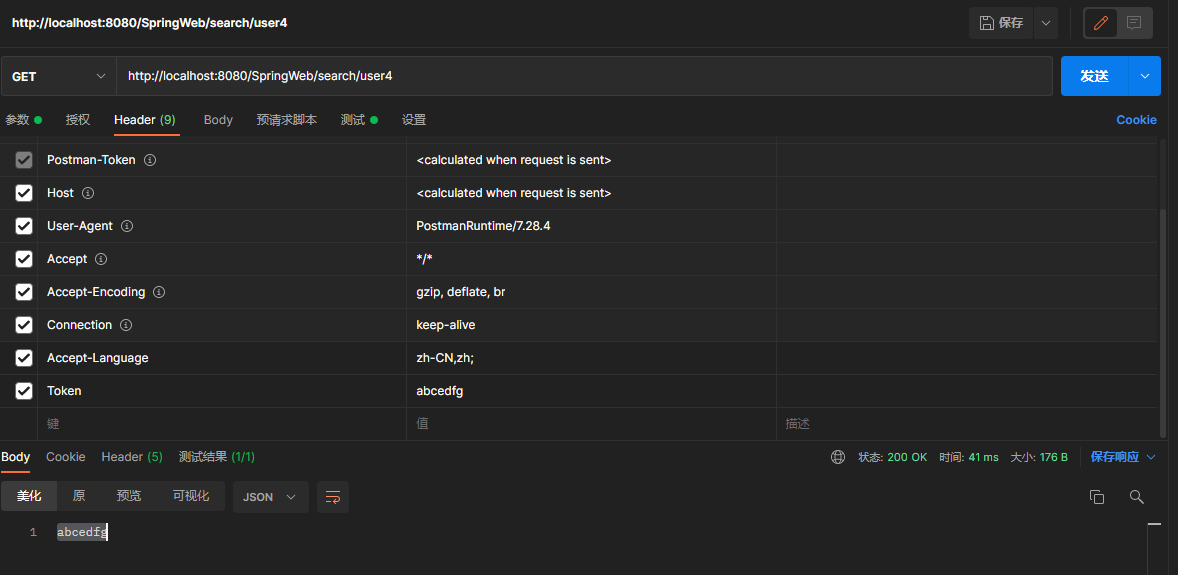 http://localhost:8080/SpringWeb/search/user4
保存
GET
http://localhost:8080/SpringWeb/search/user4
发送
参数 授权 Header (9) Body 预请求脚本 测试 设置 Cookie
Postman-Token <calculated when request is sent>
Host <calculated when request is sent>
User-Agent PostmanRuntime/7.28.4
Accept */*
Accept-Encoding gzip, deflate, br
Connection keep-alive
Accept-Language zh-CN,zh;
Token abcedfg
键 值 描述
Body Cookie Header (5) 测试结果 (1/1) 状态: 200 OK 时间: 41 ms 大小: 176 B 保存响应
美化 原 预览 可视化 JSON
1 abcedfg